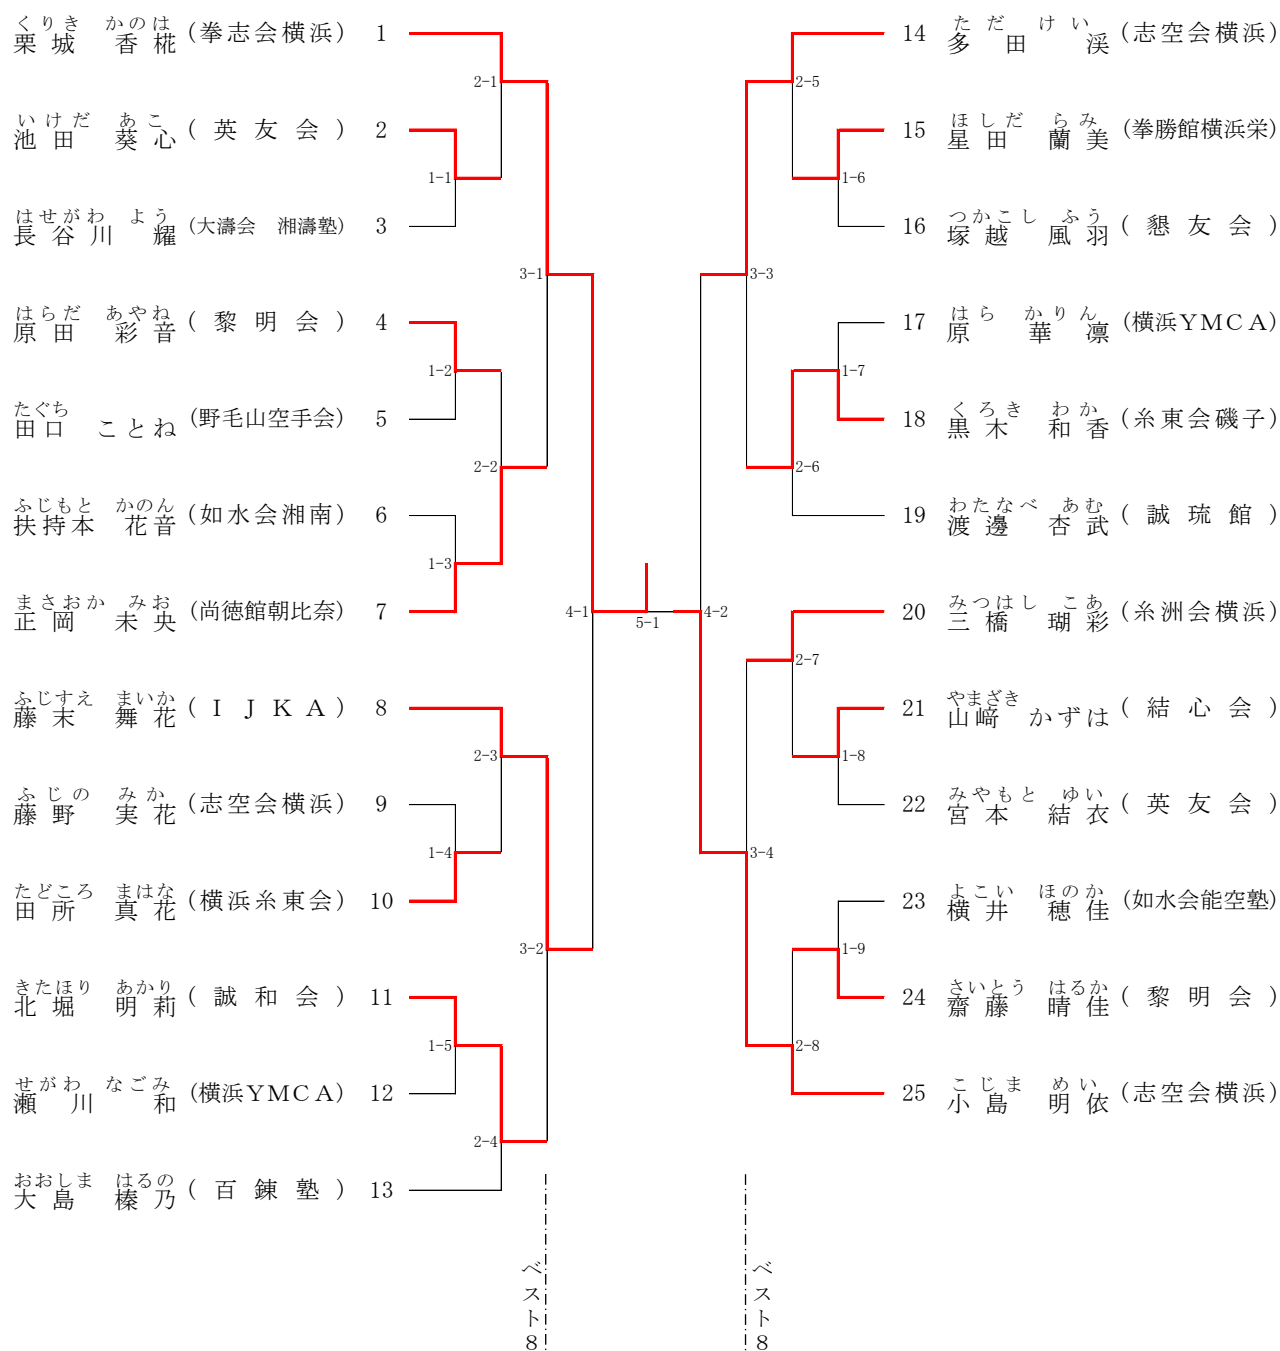 くりき かのは
栗城 香椛 (拳志会横浜) 1
いけだ あこ
池田 葵心 (英友会) 2
はせがわ よう
長谷川 耀 (大濤会 湘濤塾) 3
はらだ あやね
原田 彩音 (黎明会) 4
たぐち
田口 ことね (野毛山空手会) 5
ふじもと かのん
扶持本 花音 (如水会湘南) 6
まさおか みお
正岡 未央 (尚徳館朝比奈) 7
ふじすえ まいか
藤末 舞花 (IJKA) 8
ふじの みか
藤野 実花 (志空会横浜) 9
たどころ まはな
田所 真花 (横浜糸東会) 10
きたほり あかり
北堀 明莉 (誠和会) 11
せがわ なごみ
瀬川 和 (横浜YMCA) 12
おおしま はるの
大島 榛乃 (百錬塾) 13
1-1
1-2
1-3
1-4
1-5
2-1
2-2
2-3
2-4
3-1
3-2
4-1
5-1
4-2
3-3
3-4
2-5
2-6
2-7
2-8
1-6
1-7
1-8
1-9
14 ただ けい
多田 渓 (志空会横浜)
15 ほしだ らみ
星田 蘭美 (拳勝館横浜栄)
16 つかこし ふう
塚越 風羽 (懇友会)
17 はら かりん
原 華凛 (横浜YMCA)
18 くろき わか
黒木 和香 (糸東会磯子)
19 わたなべ あむ
渡邊 杏武 (誠琉館)
20 みつはし こあ
三橋 瑚彩 (糸洲会横浜)
21 やまざき
山﨑 かずは (結心会)
22 みやもと ゆい
宮本 結衣 (英友会)
23 よこい ほのか
横井 穂佳 (如水会能空塾)
24 さいとう はるか
齋藤 晴佳 (黎明会)
25 こじま めい
小島 明依 (志空会横浜)
ベスト8
ベスト8